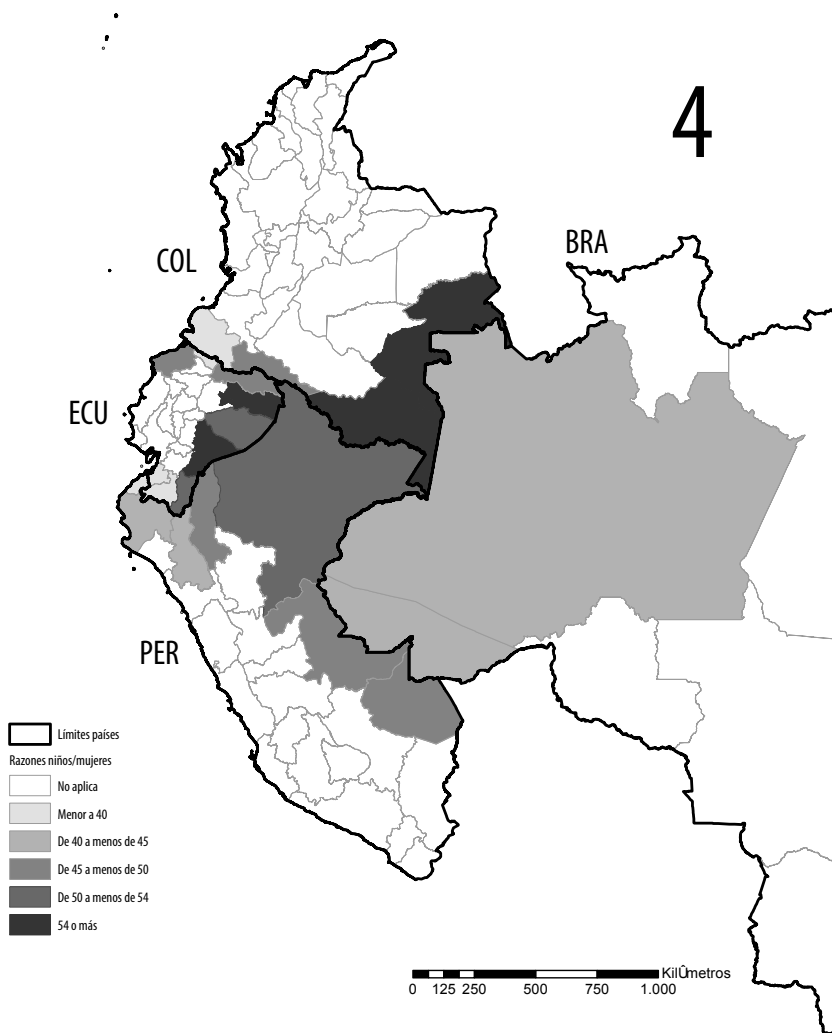 4
BRA
COL
ECU
PER
Límites países
Razones niños/mujeres
No aplica
Menor a 40
De 40 a menos de 45
De 45 a menos de 50
De 50 a menos de 54
54 o más
KilÛmetros
0 125 250 500 750 1.000